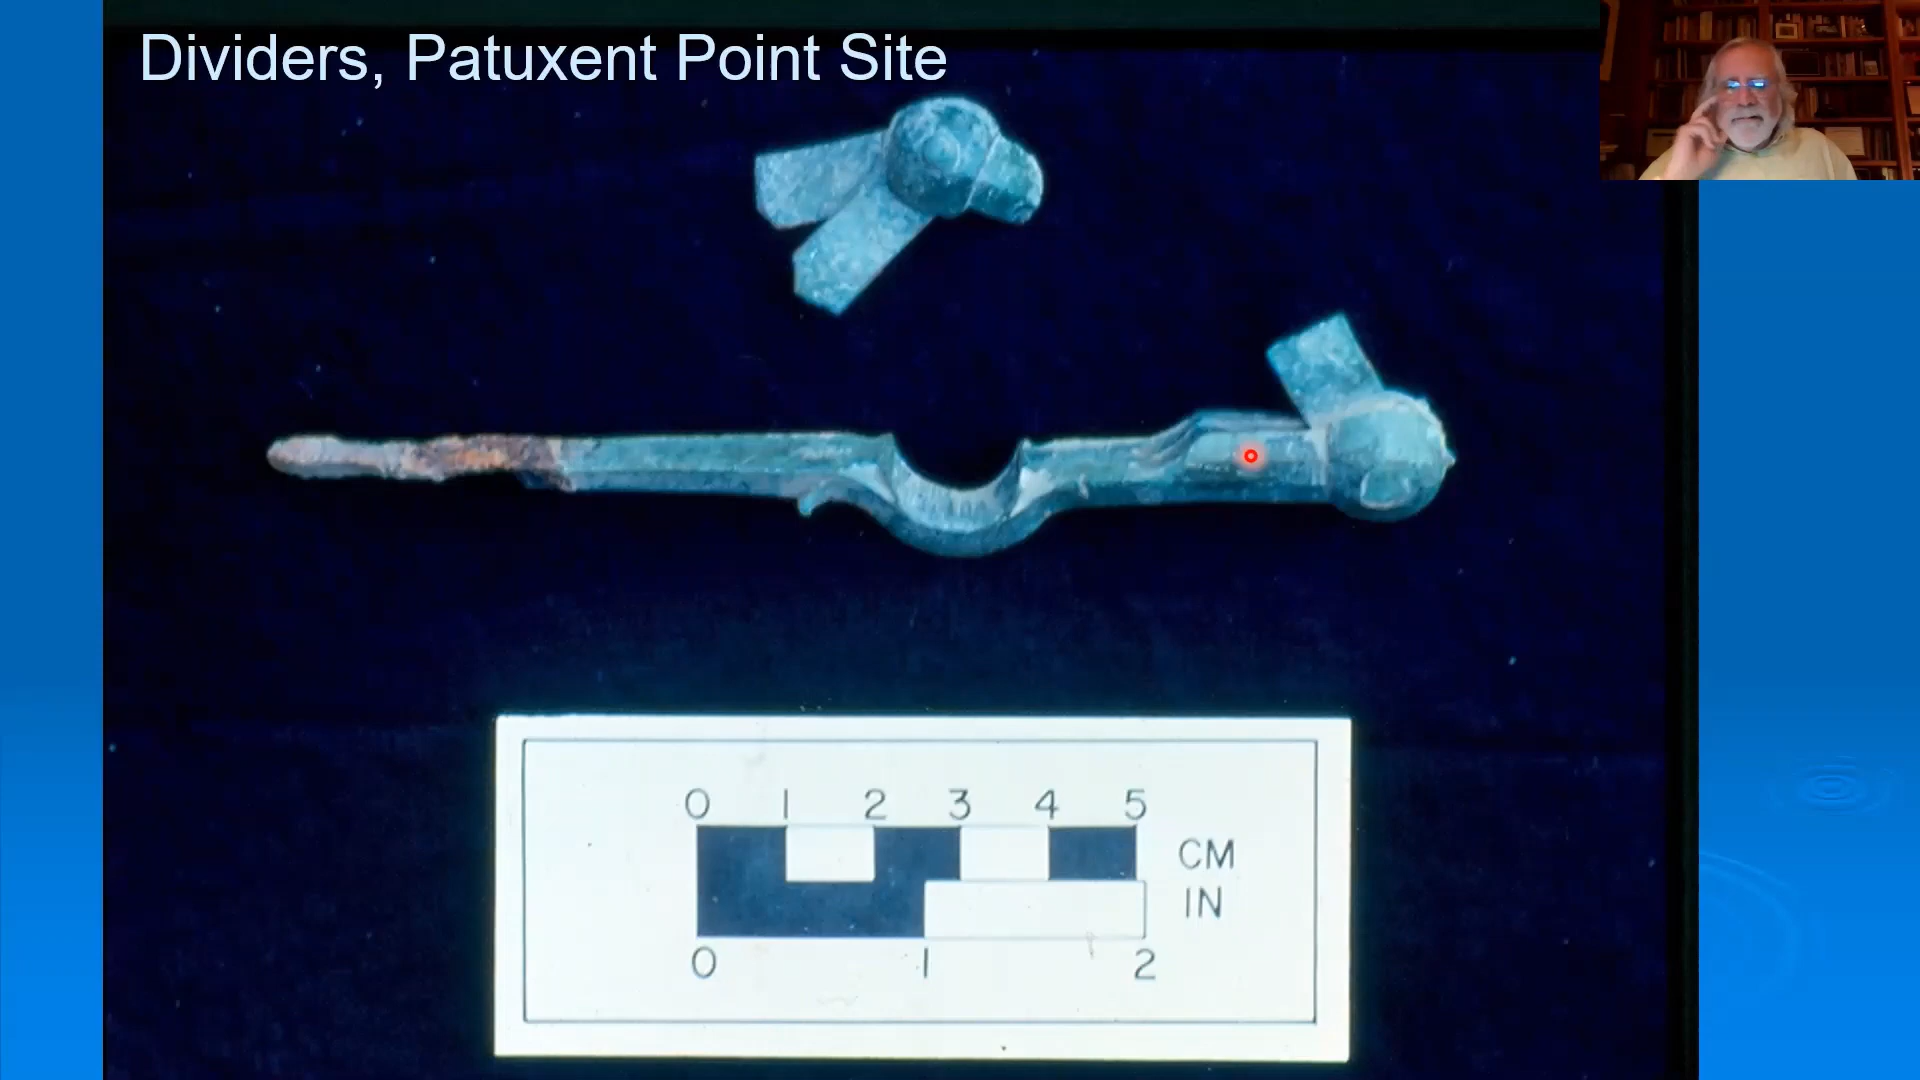 Dividers, Patuxent Point Site
0 1 2 3 4 5
CM
IN
0 1 2